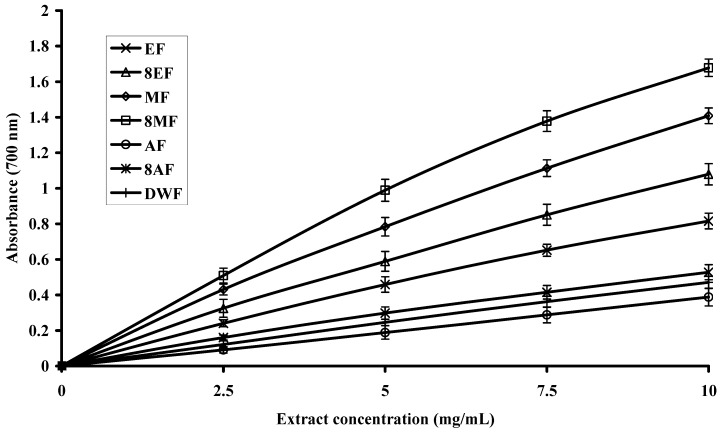 2
1.8
1.6
1.4
1.2
1
0.8
0.6
0.4
0.2
0
Absorbance (700 nm)
EF
8EF
MF
8MF
AF
8AF
DWF
0 2.5 5 7.5 10
Extract concentration (mg/mL)